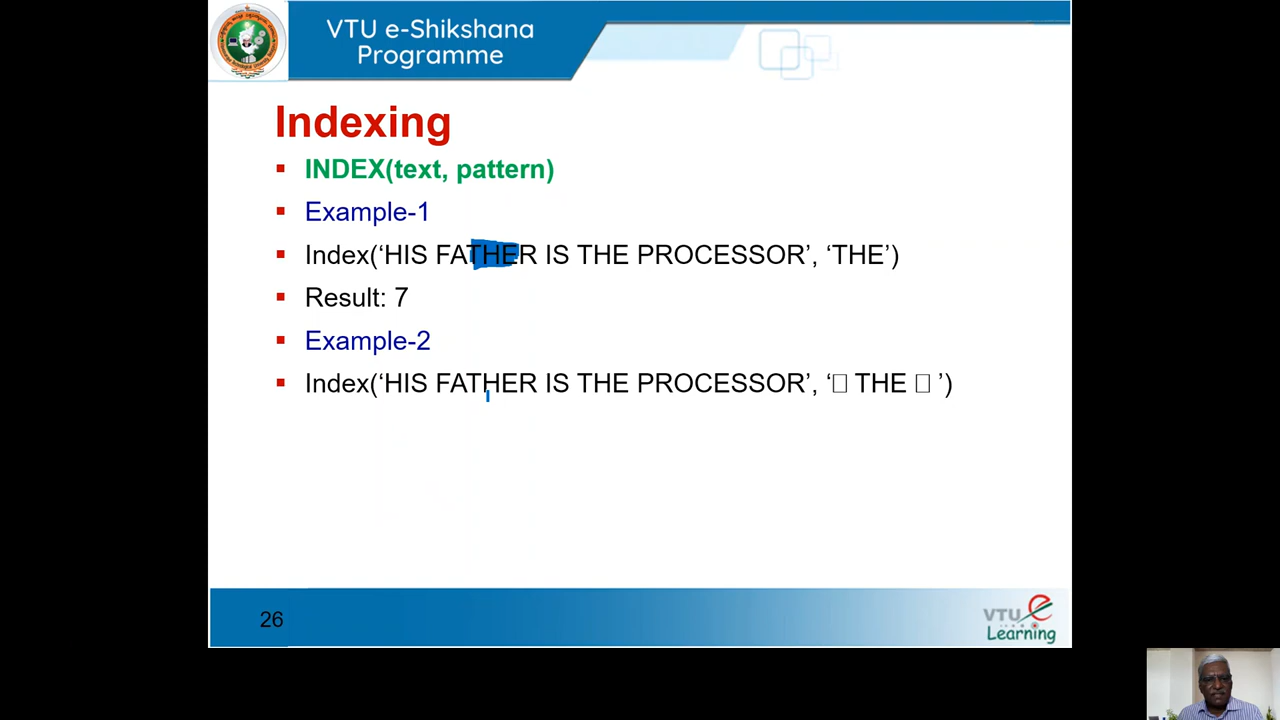 VTU e-Shikshana
Programme
Indexing
▪ INDEX(text, pattern)
▪ Example-1
▪ Index(‘HIS FATHER IS THE PROCESSOR’, ‘THE’)
▪ Result: 7
▪ Example-2
▪ Index(‘HIS FATHER IS THE PROCESSOR’, ‘□ THE □ ’)
26
VTU e
Learning